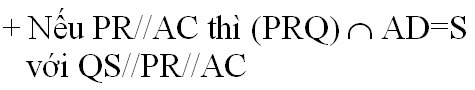 + Nếu PR//AC thì (PRQ) ∩ AD=S
với QS//PR//AC